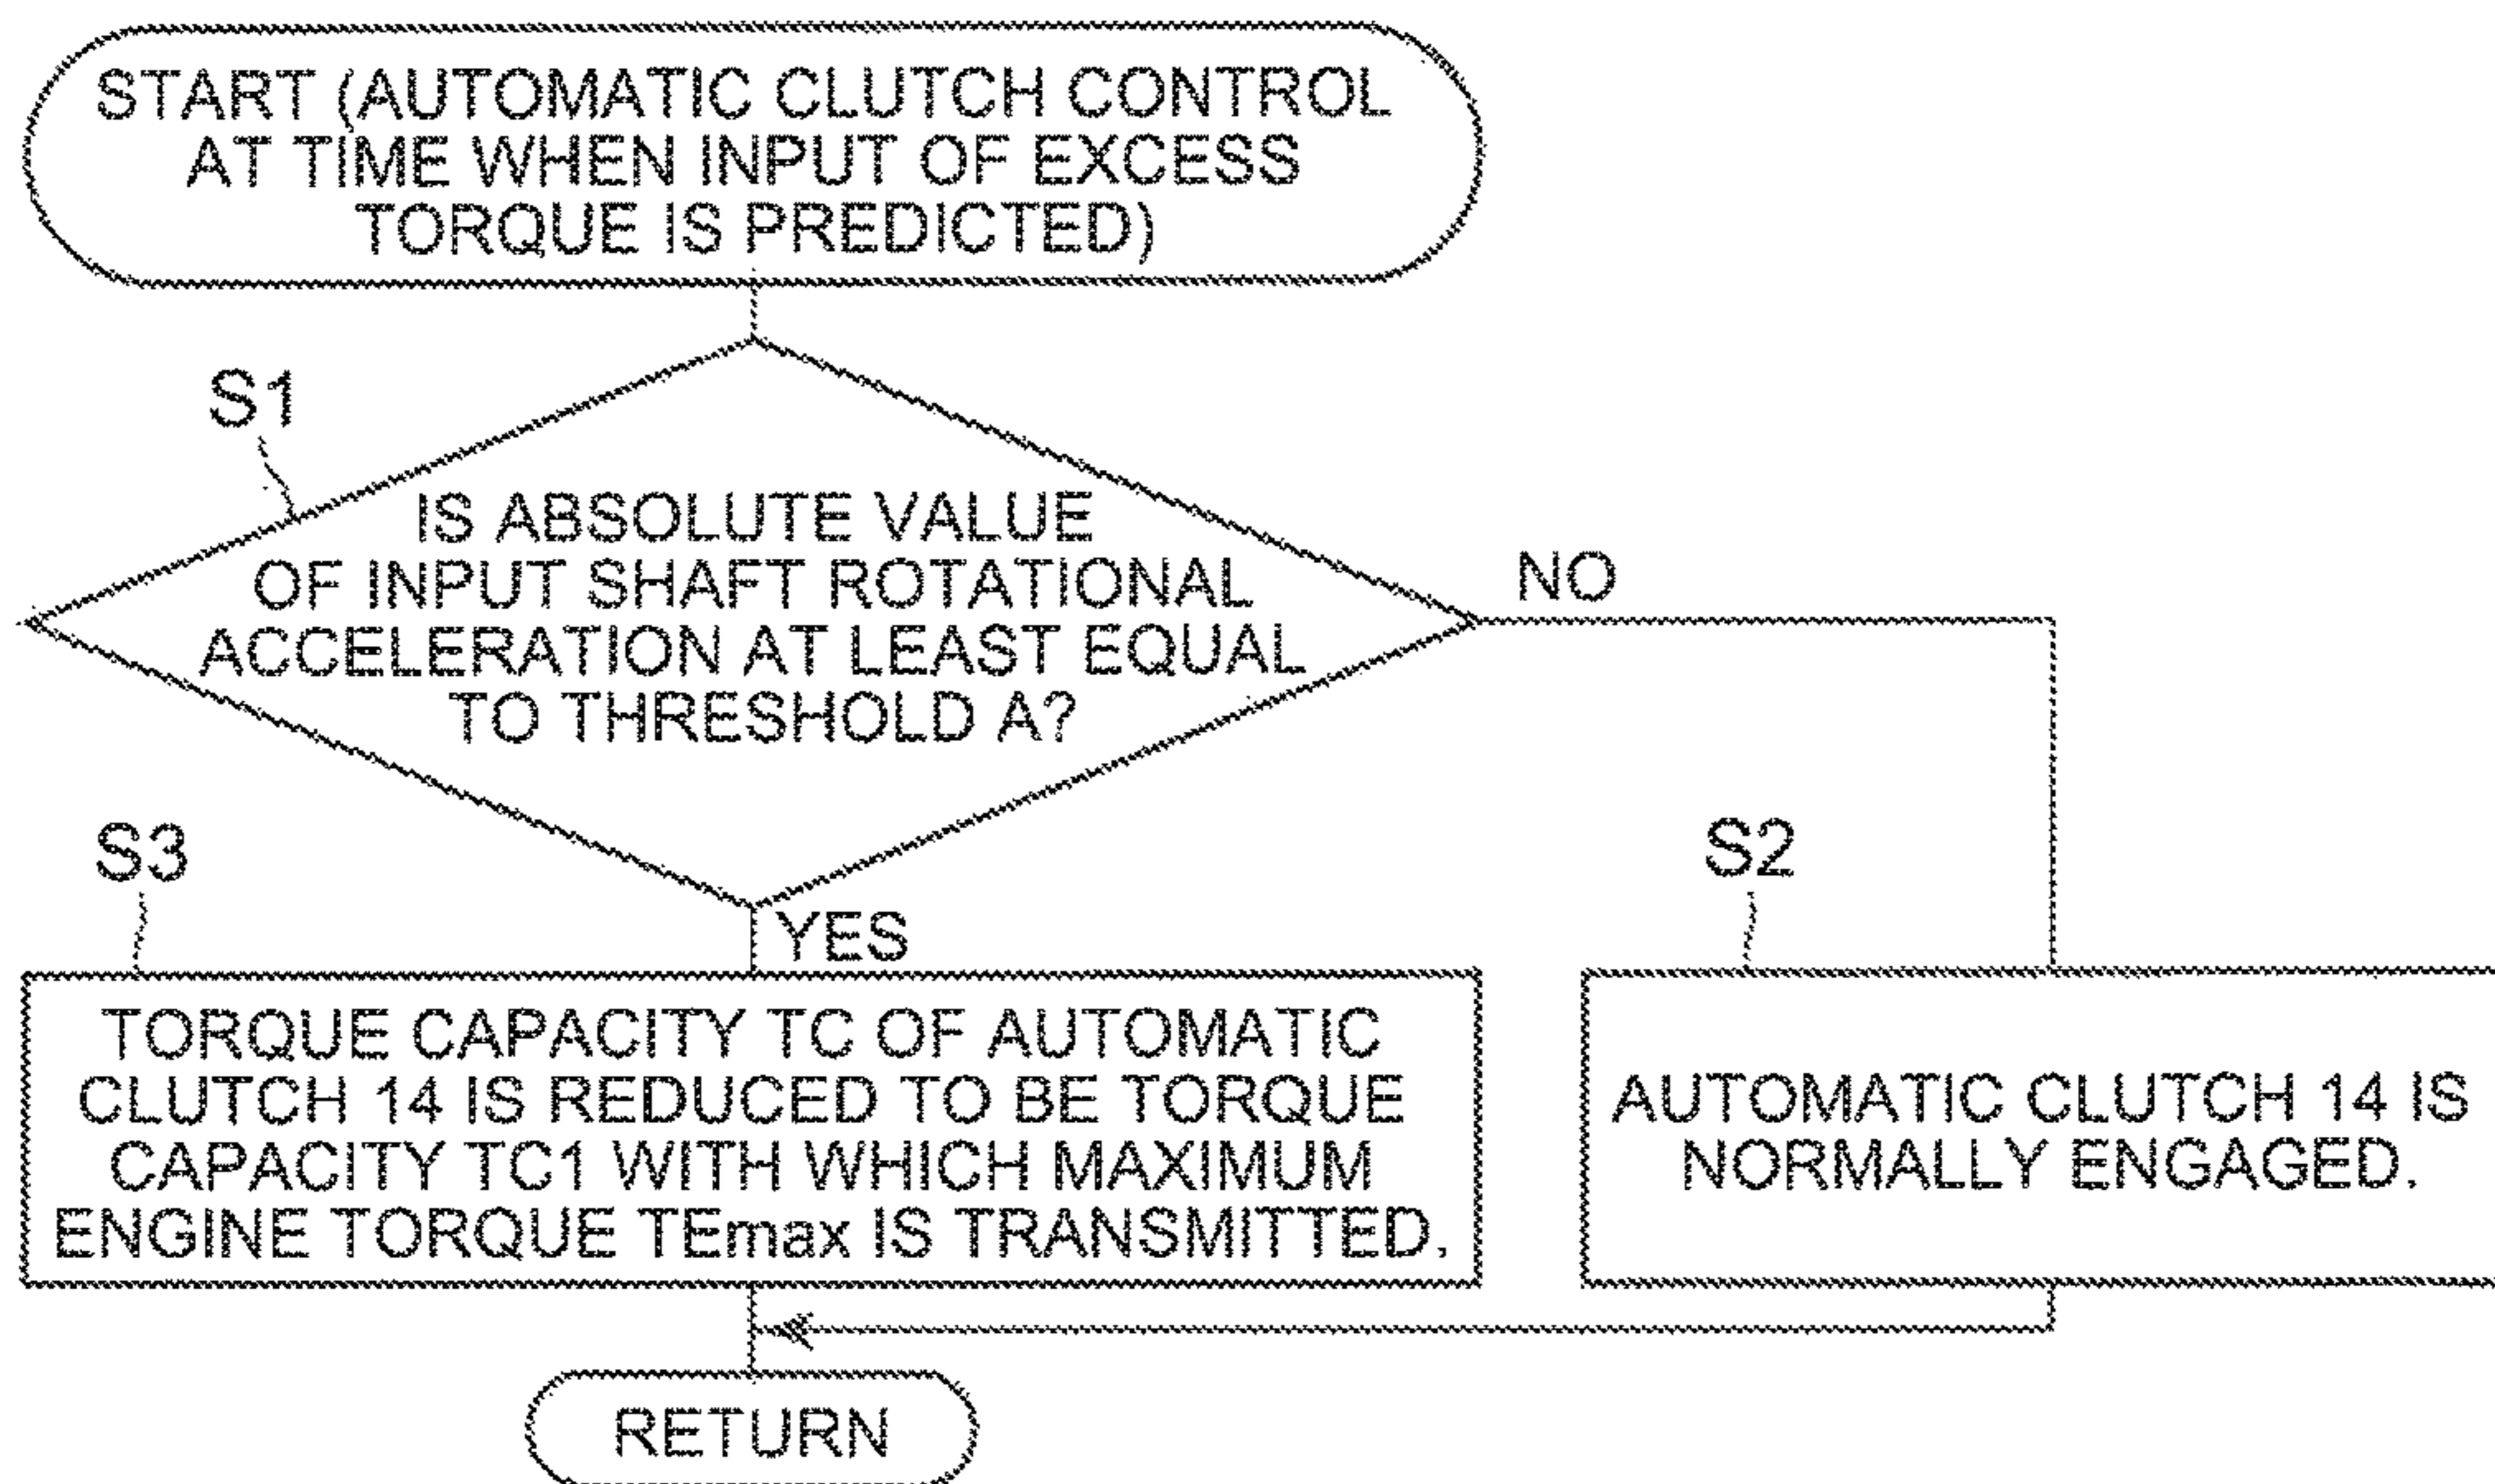 START (AUTOMATIC CLUTCH CONTROL
AT TIME WHEN INPUT OF EXCESS
TORQUE IS PREDICTED)
S1
IS ABSOLUTE VALUE
OF INPUT SHAFT ROTATIONAL
ACCELERATION AT LEAST EQUAL
TO THRESHOLD A?
NO
S3
S2
YES
TORQUE CAPACITY TC OF AUTOMATIC
CLUTCH 14 IS REDUCED TO BE TORQUE
CAPACITY TC1 WITH WHICH MAXIMUM
ENGINE TORQUE TEmax IS TRANSMITTED.
AUTOMATIC CLUTCH 14 IS
NORMALLY ENGAGED.
RETURN